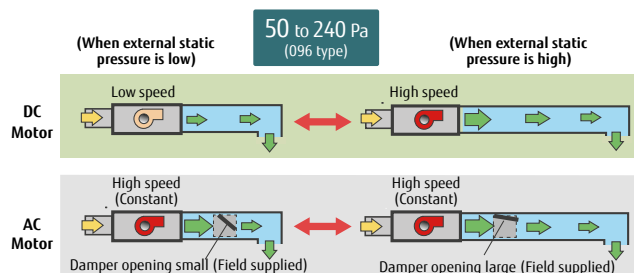 50 to 240 Pa
(096 type)
(When external static
pressure is low)
(When external static
pressure is high)
DC
Motor
Low speed
High speed
AC
Motor
High speed
(Constant)
High speed
(Constant)
Damper opening small (Field supplied)
Damper opening large (Field supplied)